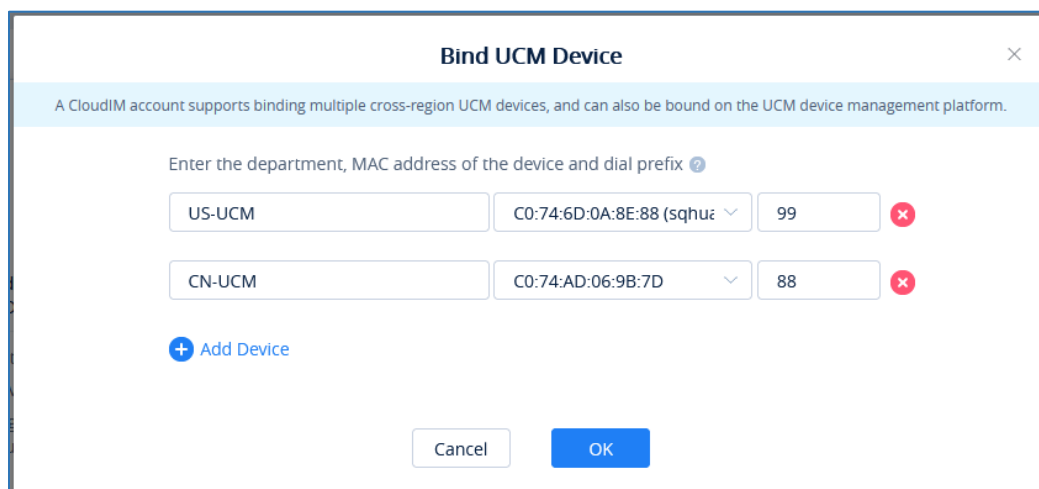 Bind UCM Device
A CloudIM account supports binding multiple cross-region UCM devices, and can also be bound on the UCM device management platform.
Enter the department, MAC address of the device and dial prefix ?
US-UCM C0:74:6D:0A:8E:88 (sqhua 99
CN-UCM C0:74:AD:06:9B:7D 88
Add Device
Cancel OK